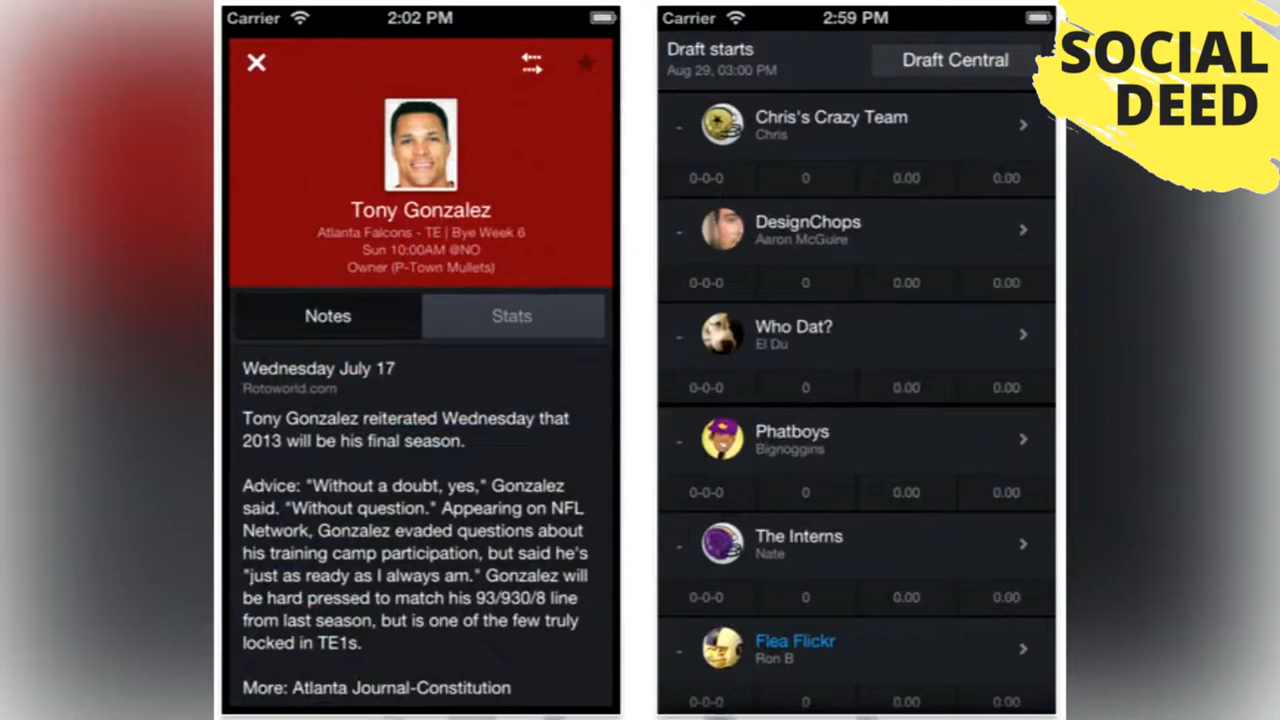 Carrier 2:02 PM
Tony Gonzalez
Atlanta Falcons - TE | Bye Week 6
Sun 10:00AM @NO
Owner (P-Town Mullets)
Notes Stats
Wednesday July 17
Rotoworld.com
Tony Gonzalez reiterated Wednesday that
2013 will be his final season.
Advice: "Without a doubt, yes," Gonzalez
said. "Without question." Appearing on NFL
Network, Gonzalez evaded questions about
his training camp participation, but said he's
"just as ready as I always am." Gonzalez will
be hard pressed to match his 93/930/8 line
from last season, but is one of the few truly
locked in TE1s.
More: Atlanta Journal-Constitution
Carrier 2:59 PM
Draft starts
Aug 29, 03:00 PM
Draft Central
- Chris's Crazy Team
Chris
0-0-0 0 0.00 0.00
- DesignChops
Aaron McGuire
0-0-0 0 0.00 0.00
- Who Dat?
El Du
0-0-0 0 0.00 0.00
- Phatboys
Bignoggins
0-0-0 0 0.00 0.00
- The Interns
Nate
0-0-0 0 0.00 0.00
- Flea Flickr
Ron B
0-0-0 0 0.00 0.00
SOCIAL
DEED